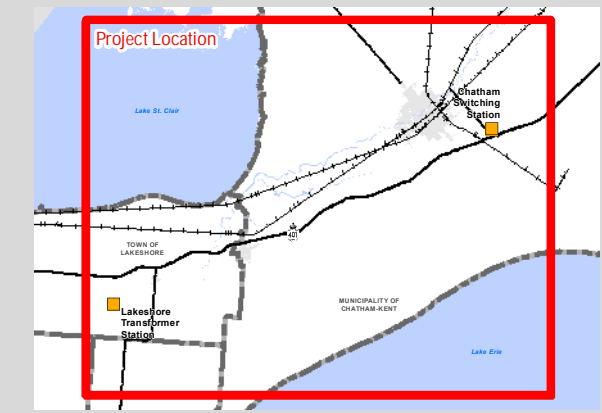 Project Location
Chatham
Switching
Station
Lake St. Clair
401
TOWN OF
LAKESHORE
MUNICIPALITY OF
CHATHAM-KENT
Lakeshore
Transformer
Station
Lake Erie